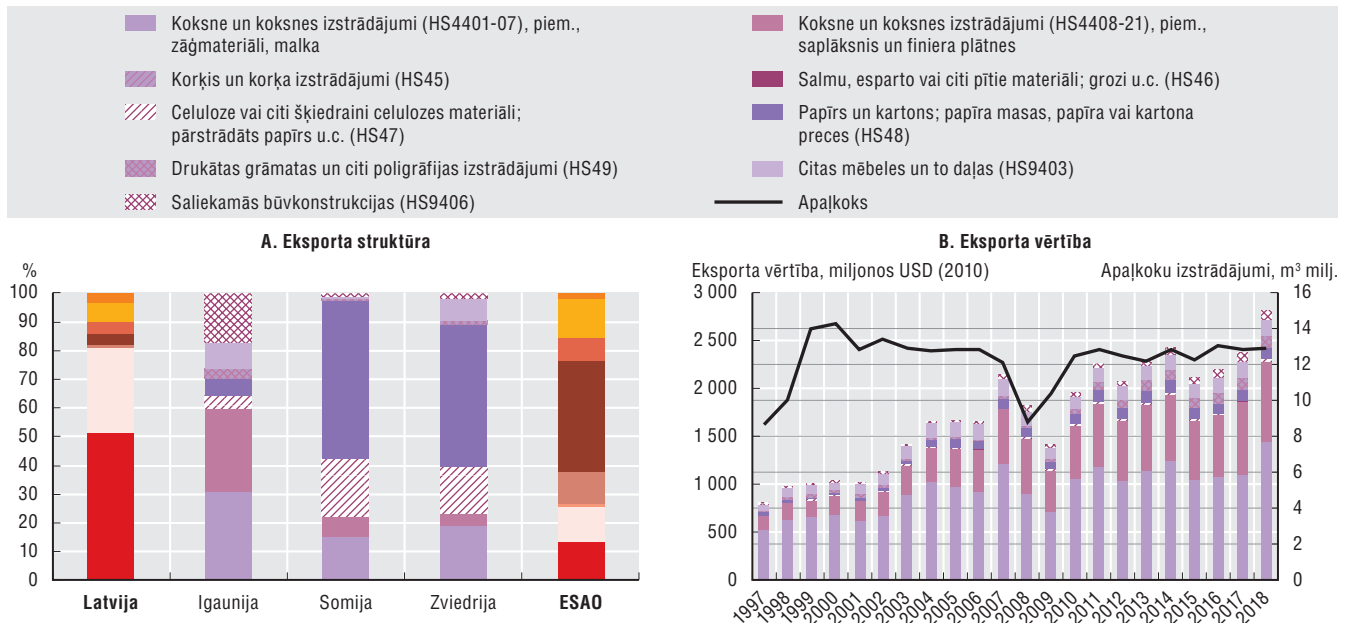 Koksne un koksnes izstrādājumi (HS4401-07), piem.,
zāģmateriāli, malka
Koksne un koksnes izstrādājumi (HS4408-21), piem.,
saplāksnis un finiera plātnes
Korķis un korķa izstrādājumi (HS45)
Salmu, esparto vai citi pītie materiāli; grozi u.c. (HS46)
Celuloze vai citi šķiedraini celulozes materiāli;
pārstrādāts papīrs u.c. (HS47)
Papīrs un kartons; papīra masas, papīra vai kartona
preces (HS48)
Drukātas grāmatas un citi poligrāfijas izstrādājumi (HS49)
Citas mēbeles un to daļas (HS9403)
Saliekamās būvkonstrukcijas (HS9406)
Apaļkoks
A. Eksporta struktūra
%
100
90
80
70
60
50
40
30
20
10
0
Latvija Igaunija Somija Zviedrija ESAO
B. Eksporta vērtība
Eksporta vērtība, miljonos USD (2010) Apaļkoku izstrādājumi, m³ milj.
3 000
2 500
2 000
1 500
1 000
500
0
16
14
12
10
8
6
4
2
0
1997 1998 1999 2000 2001 2002 2003 2004 2005 2006 2007 2008 2009 2010 2011 2012 2013 2014 2015 2016 2017 2018